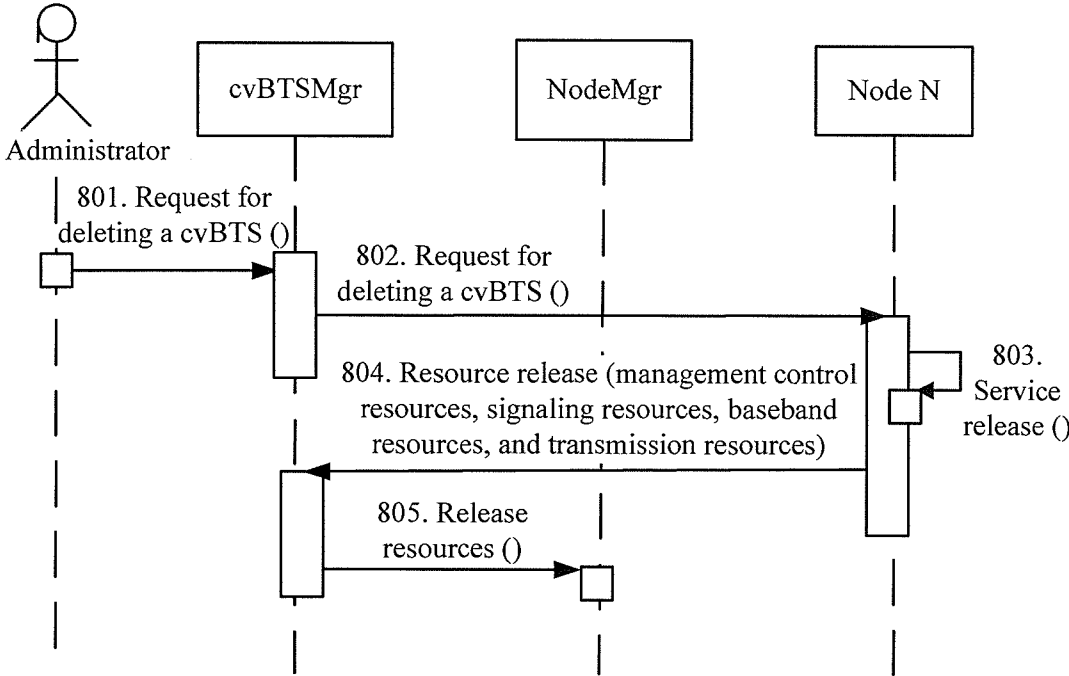 cvBTSMgr
NodeMgr
Node N
Administrator
801. Request for
deleting a cvBTS ()
802. Request for
deleting a cvBTS ()
803.
Service
release ()
804. Resource release (management control
resources, signaling resources, baseband
resources, and transmission resources)
805. Release
resources ()